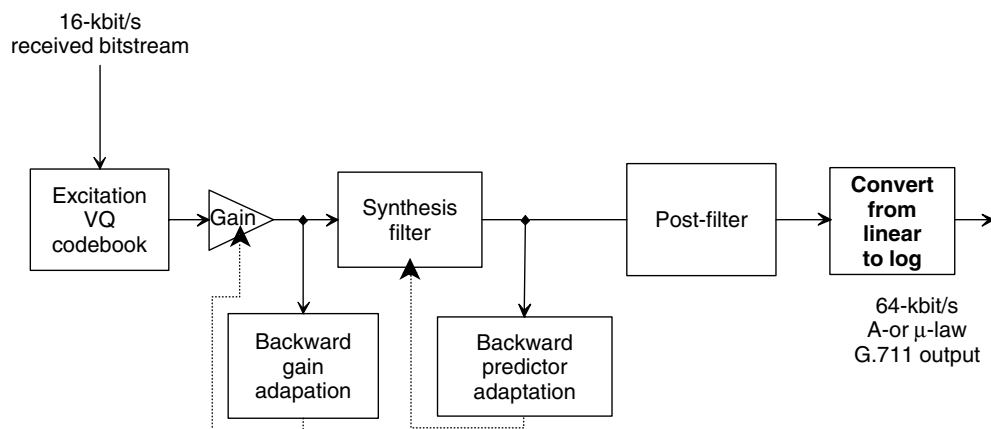 16-kbit/s
received bitstream
Excitation
VQ
codebook
Gain
Synthesis
filter
Post-filter
Convert
from
linear
to log
Backward
gain
adapation
Backward
predictor
adaptation
64-kbit/s
A-or μ-law
G.711 output